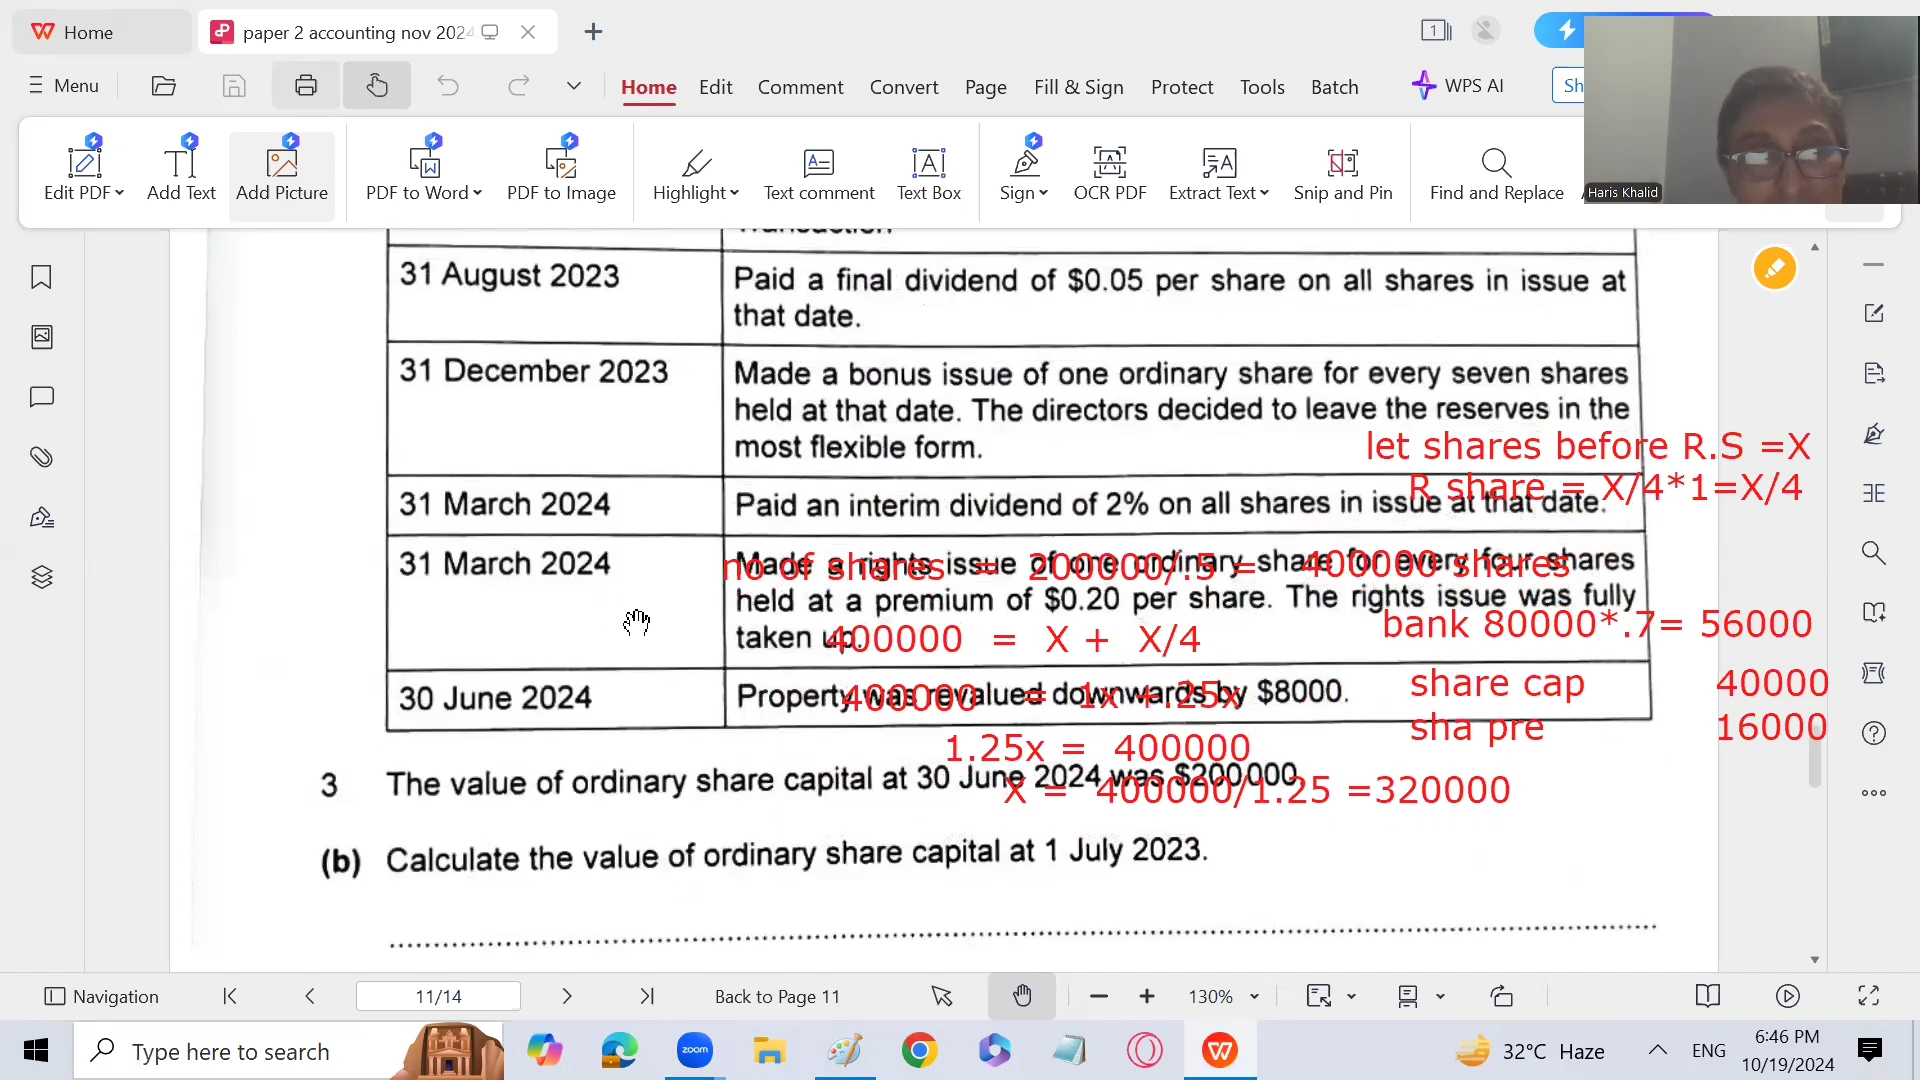 Home
paper 2 accounting nov 2024
Menu
Home Edit Comment Convert Page Fill & Sign Protect Tools Batch
WPS AI
Sh
Edit PDF
Add Text
Add Picture
PDF to Word
PDF to Image
Highlight
Text comment
Text Box
Sign
OCR PDF
Extract Text
Snip and Pin
Find and Replace
Haris Khalid
31 August 2023
Paid a final dividend of $0.05 per share on all shares in issue at
that date.
31 December 2023
Made a bonus issue of one ordinary share for every seven shares
held at that date. The directors decided to leave the reserves in the
most flexible form.
let shares before R.S =X
R share = X/4*1=X/4
31 March 2024
Paid an interim dividend of 2% on all shares in issue at that date.
31 March 2024
Made a rights issue of one ordinary share for every four shares
held at a premium of $0.20 per share. The rights issue was fully
taken up.
no of shares = 200000/.5 = 400000 shares
bank 80000*.7= 56000
400000 = X + X/4
share cap 40000
sha pre 16000
30 June 2024
Property was revalued downwards by $8000.
400000 = 1x +.25x
1.25x = 400000
X = 400000/1.25 =320000
3 The value of ordinary share capital at 30 June 2024 was $200000.
(b) Calculate the value of ordinary share capital at 1 July 2023.
Navigation
11/14
Back to Page 11
130%
Type here to search
zoom
32°C Haze
ENG
6:46 PM
10/19/2024